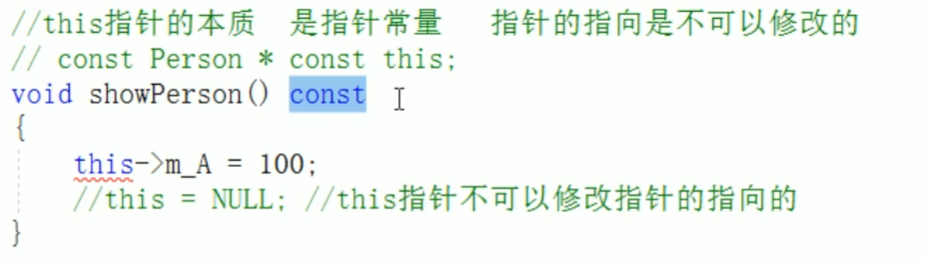 //this指针的本质  是指针常量   指针的指向是不可以修改的
// const Person * const this;
void showPerson() const
{
    this->m_A = 100;
    //this = NULL; //this指针不可以修改指针的指向的
}